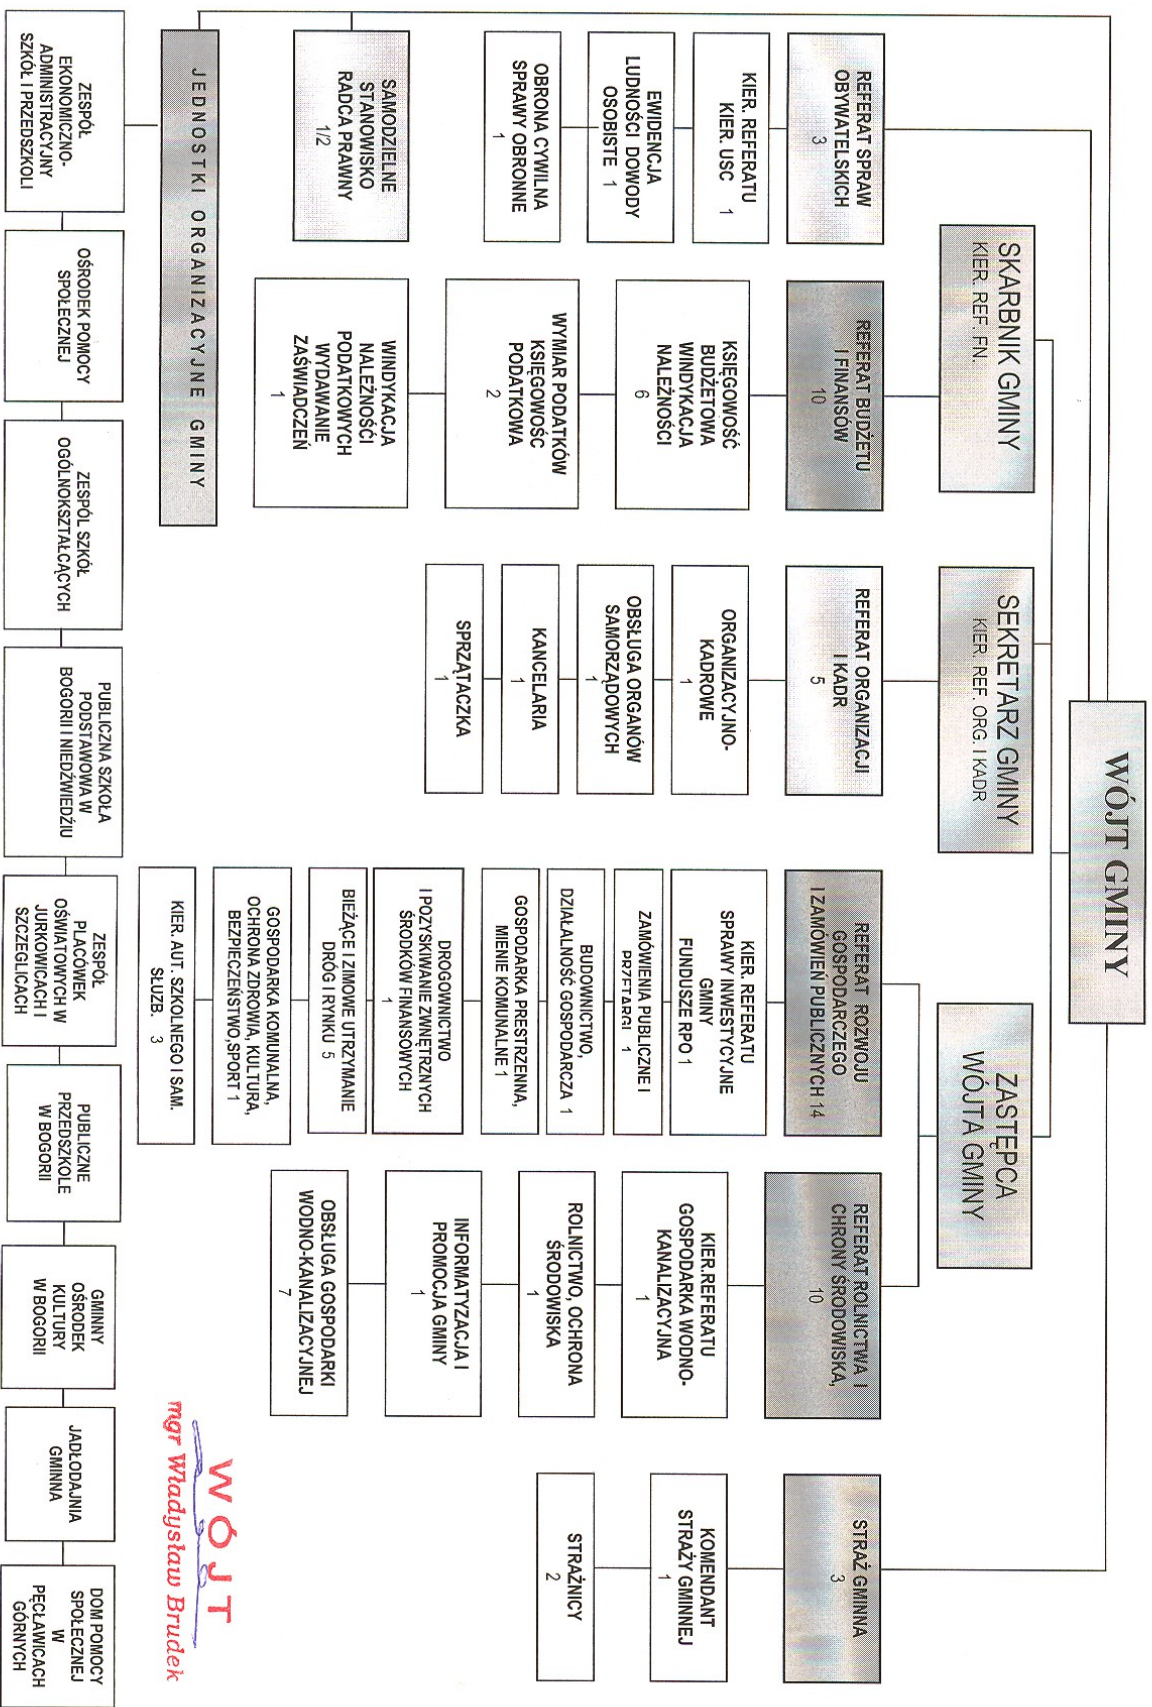 WÓJT GMINY
SKARBNIK GMINY
KIER. REF. FN.
SEKRETARZ GMINY
KIER. REF ORG. I KADR
ZASTĘPCA
WÓJTA GMINY
REFERAT SPRAW
OBYWATELSKICH
3
KIER. REFERATU
KIER. USC 1
EWIDENCJA
LUDNOŚCI DOWODY
OSOBISTE 1
OBRONA CYWILNA
SPRAWY OBRONNE
1
SAMODZIELNE
STANOWISKO
RADCA PRAWNY
1/2
REFERAT BUDŻETU
I FINANSÓW
10
KSIĘGOWOŚĆ
BUDŻETOWA
WINDYKACJA
NALEŻNOŚCI
6
WYMIAR PODATKÓW
KSIĘGOWOŚC
PODATKOWA
2
WINDYKACJA
NALEŻNOŚĆI
PODATKOWYCH
WYDAWANIE
ZAŚWIADCZEŃ
1
REFERAT ORGANIZACJI
I KADR
5
ORGANIZACYJNO-
KADROWE
1
OBSŁUGA ORGANÓW
SAMORZĄDOWYCH
1
KANCELARIA
1
SPRZĄTACZKA
1
REFERAT ROZWOJU
GOSPODARCZEGO
I ZAMÓWIEŃ PUBLICZNYCH 14
KIER. REFERATU
SPRAWY INWESTYCYJNE
GMINY
FUNDUSZE RPO 1
ZAMÓWIENIA PUBLICZNE I
PRZETARGI 1
BUDOWNICTWO,
DZIAŁALNOŚĆ GOSPODARCZA 1
GOSPODARKA PRESTRZENNA,
MIENIE KOMUNALNE 1
DROGOWNICTWO
I POZYSKIWANIE ZWNĘTRZNYCH
ŚRODKÓW FINANSOWYCH
1
BIEŻĄCE I ZIMOWE UTRZYMANIE
DRÓG I RYNKU 5
GOSPODARKA KOMUNALNA,
OCHRONA ZDROWIA, KULTURA,
BEZPIECZEŃSTWO,SPORT 1
KIER. AUT. SZKOLNEGO I SAM.
SŁUZB. 3
REFERAT ROLNICTWA I
CHRONY ŚRODOWISKA,
10
KIER.REFERATU
GOSPODARKA WODNO-
KANALIZACYJNA
1
ROLNICTWO, OCHRONA
ŚRODOWISKA
1
INFORMATYZACJA I
PROMOCJA GMINY
1
OBSŁUGA GOSPODARKI
WODNO-KANALIZACYJNEJ
7
STRAŻ GMINNA
3
KOMENDANT
STRAŻY GMINNEJ
1
STRAŻNICY
2
JEDNOSTKI ORGANIZACYJNE GMINY
ZESPÓŁ
EKONOMICZNO-
ADMINISTRACYJNY
SZKÓŁ I PRZEDSZKOLI
OŚRODEK POMOCY
SPOŁECZNEJ
ZESPÓL SZKÓŁ
OGÓLNOKSZTAŁCĄCYCH
PUBLICZNA SZKOŁA
PODSTAWOWA W
BOGORII I NIEDŹWIEDZIU
ZESPÓŁ
PLACÓWEK
OŚWIATOWYCH W
JURKOWICACH I
SZCZEGLICACH
PUBLICZNE
PRZEDSZKOLE
W BOGORII
GMINNY
OŚRODEK
KULTURY
W BOGORII
JADŁODAJNIA
GMINNA
DOM POMOCY
SPOŁECZNEJ
W
PĘCŁAWICACH
GÓRNYCH
WÓJT
mgr Władysław Brudek